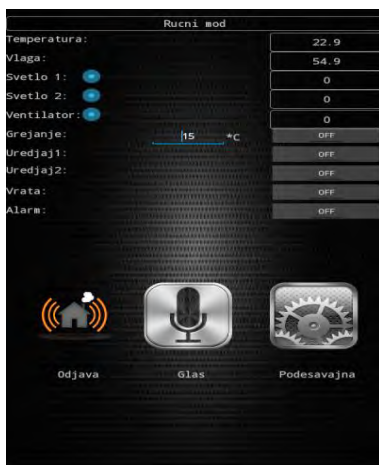 Rucni mod
Temperatura: 22.9
Vlaga: 54.9
Svetlo 1: 0
Svetlo 2: 0
Ventilator: 0
Grejanje: 15 *C OFF
Uredjaj1: OFF
Uredjaj2: OFF
Vrata: OFF
Alarm: OFF
Odjava Glas Podesavajna